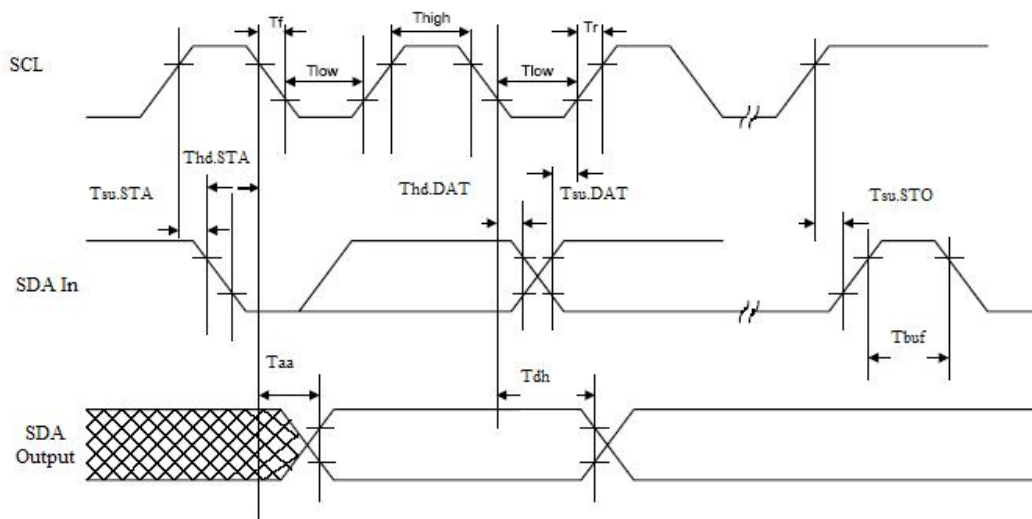 Tf
Thigh
Tr
SCL
Tlow
Tlow
Thd.STA
Tsu.STA
Thd.DAT
Tsu.DAT
Tsu.STO
SDA In
Tbuf
Taa
Tdh
SDA
Output